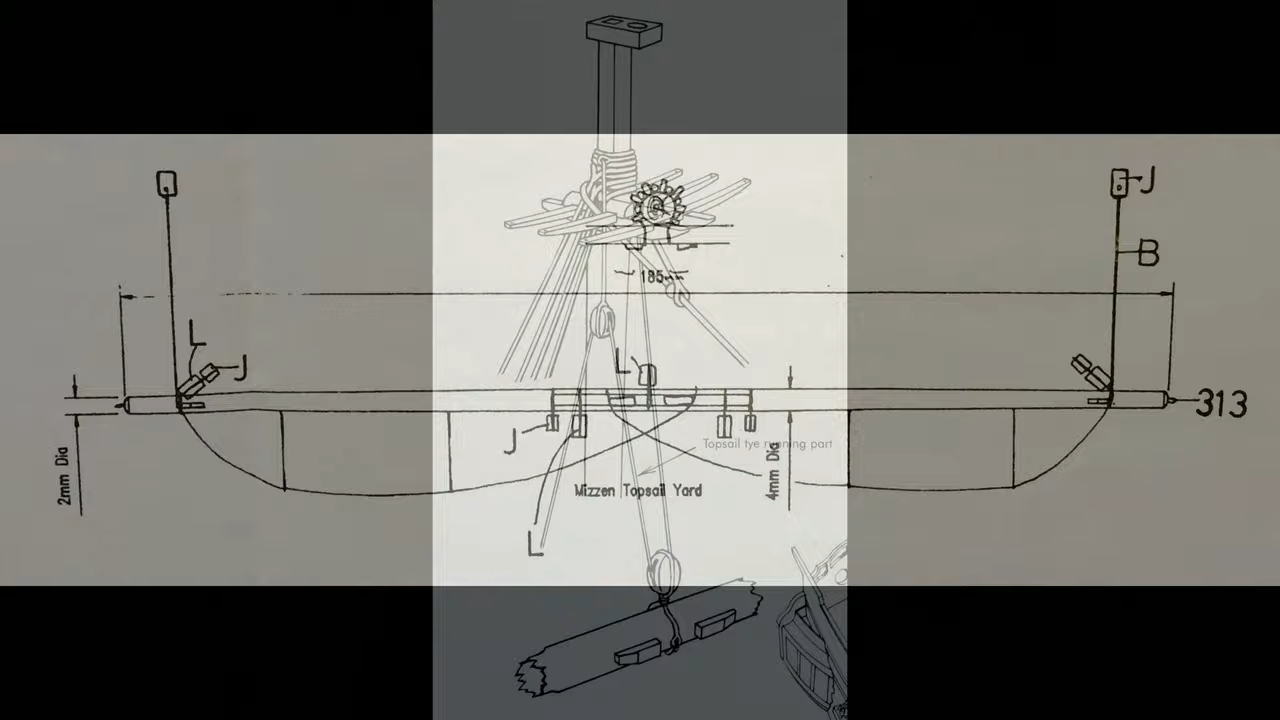 J
B
185
L
J
L
313
J
Topsail tye running part
2mm Dia
4mm Dia
Mizzen Topsail Yard
L